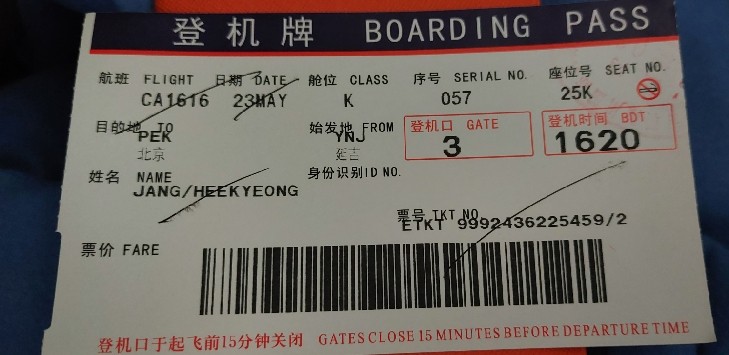 登机牌 BOARDING PASS
航班 FLIGHT 日期 DATE 舱位 CLASS 序号 SERIAL NO. 座位号 SEAT NO.
CA1616 23MAY K 057 25K
目的地 TO 始发地 FROM 登机口 GATE 登机时间 BDT
PEK YNJ 3 1620
北京 延吉
姓名 NAME 身份识别ID NO.
JANG/HEEKYEONG
票号 TKT NO.
ETKT 9992436225459/2
票价 FARE
登机口于起飞前15分钟关闭 GATES CLOSE 15 MINUTES BEFORE DEPARTURE TIME